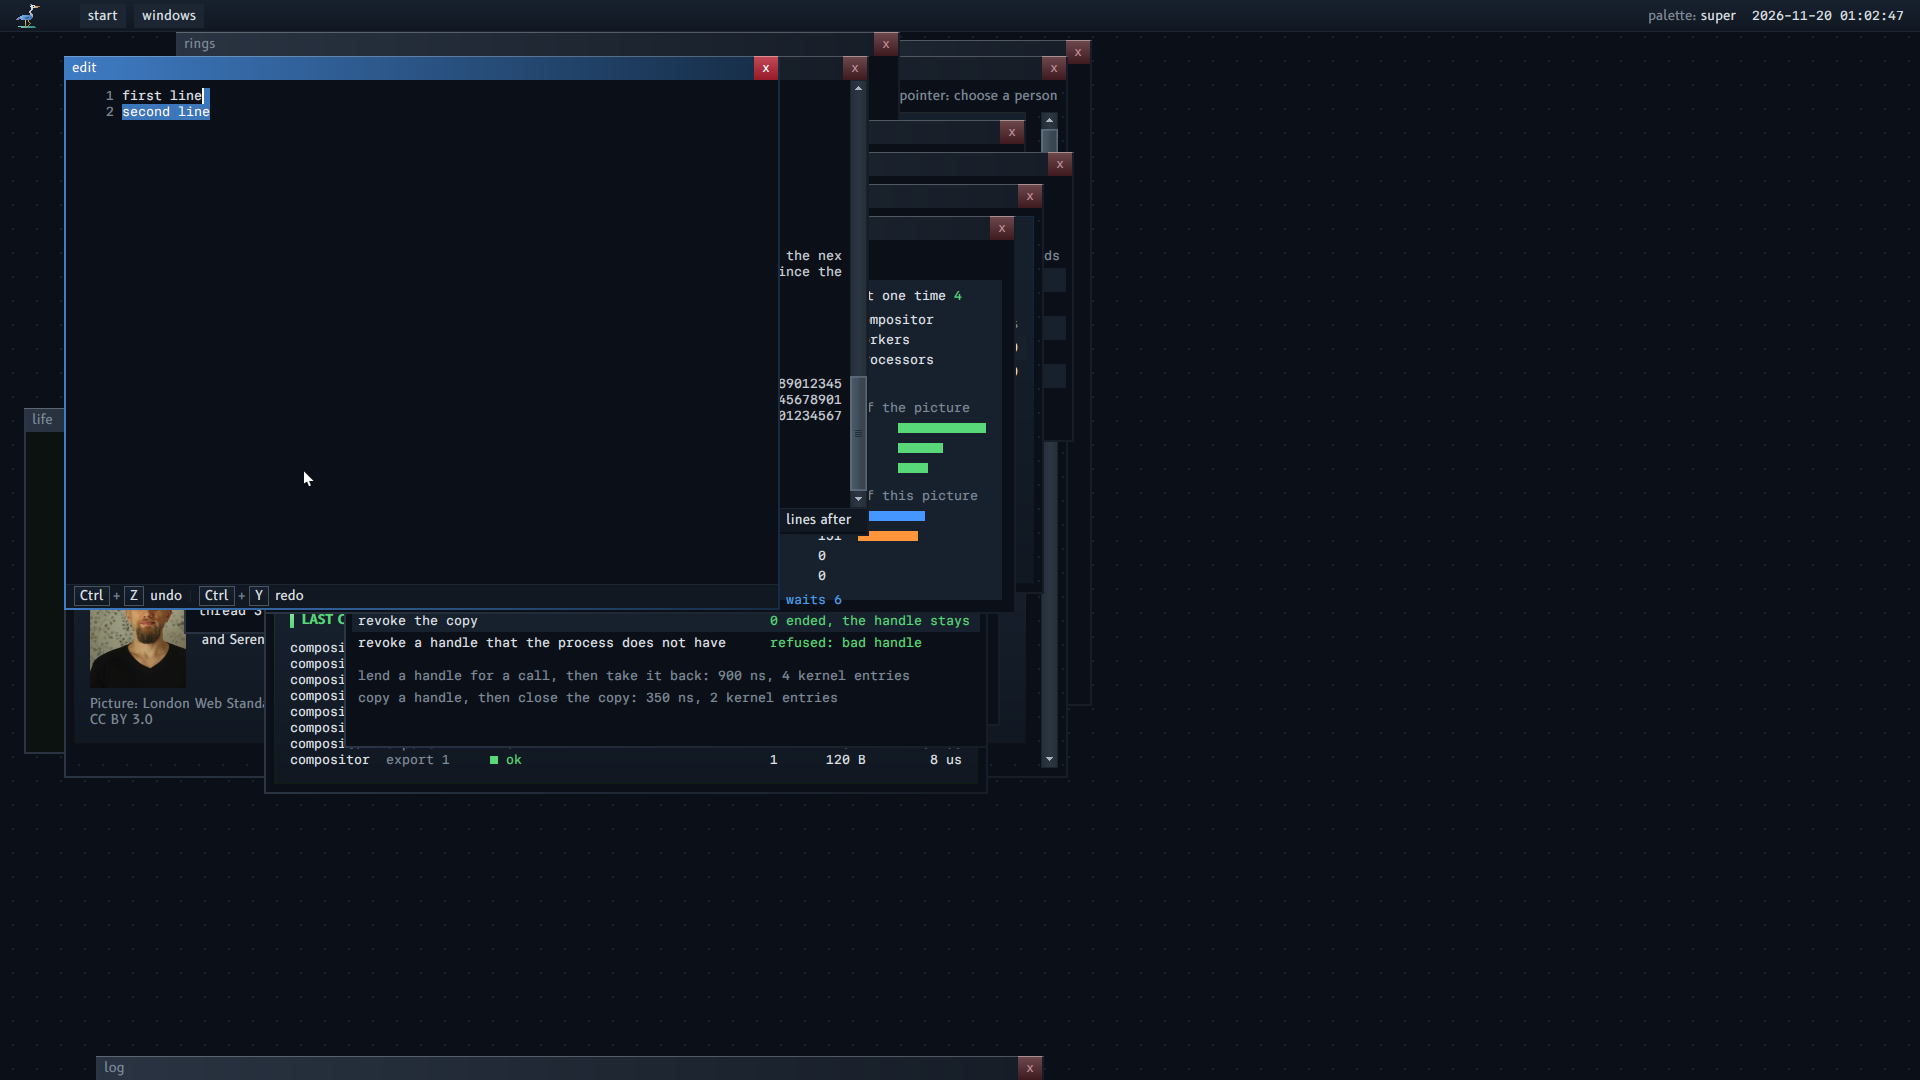 start windows palette: super 2026-11-20 01:02:47
rings x
x
edit x
x
x
1 first line
2 second line
pointer: choose a person
x
x
x
x
the nex
ds
ince the
t one time 4
mpositor
rkers
ocessors
89012345
45678901
01234567
f the picture
life
f this picture
lines after
0
0
Ctrl + Z undo Ctrl + Y redo
waits 6
and Seren
LAST C
revoke the copy 0 ended, the handle stays
revoke a handle that the process does not have refused: bad handle
composi
composi
lend a handle for a call, then take it back: 900 ns, 4 kernel entries
composi
composi
copy a handle, then close the copy: 350 ns, 2 kernel entries
composi
composi
composi
Picture: London Web Standa
CC BY 3.0
compositor export 1 ok 1 120 B 8 us
log x